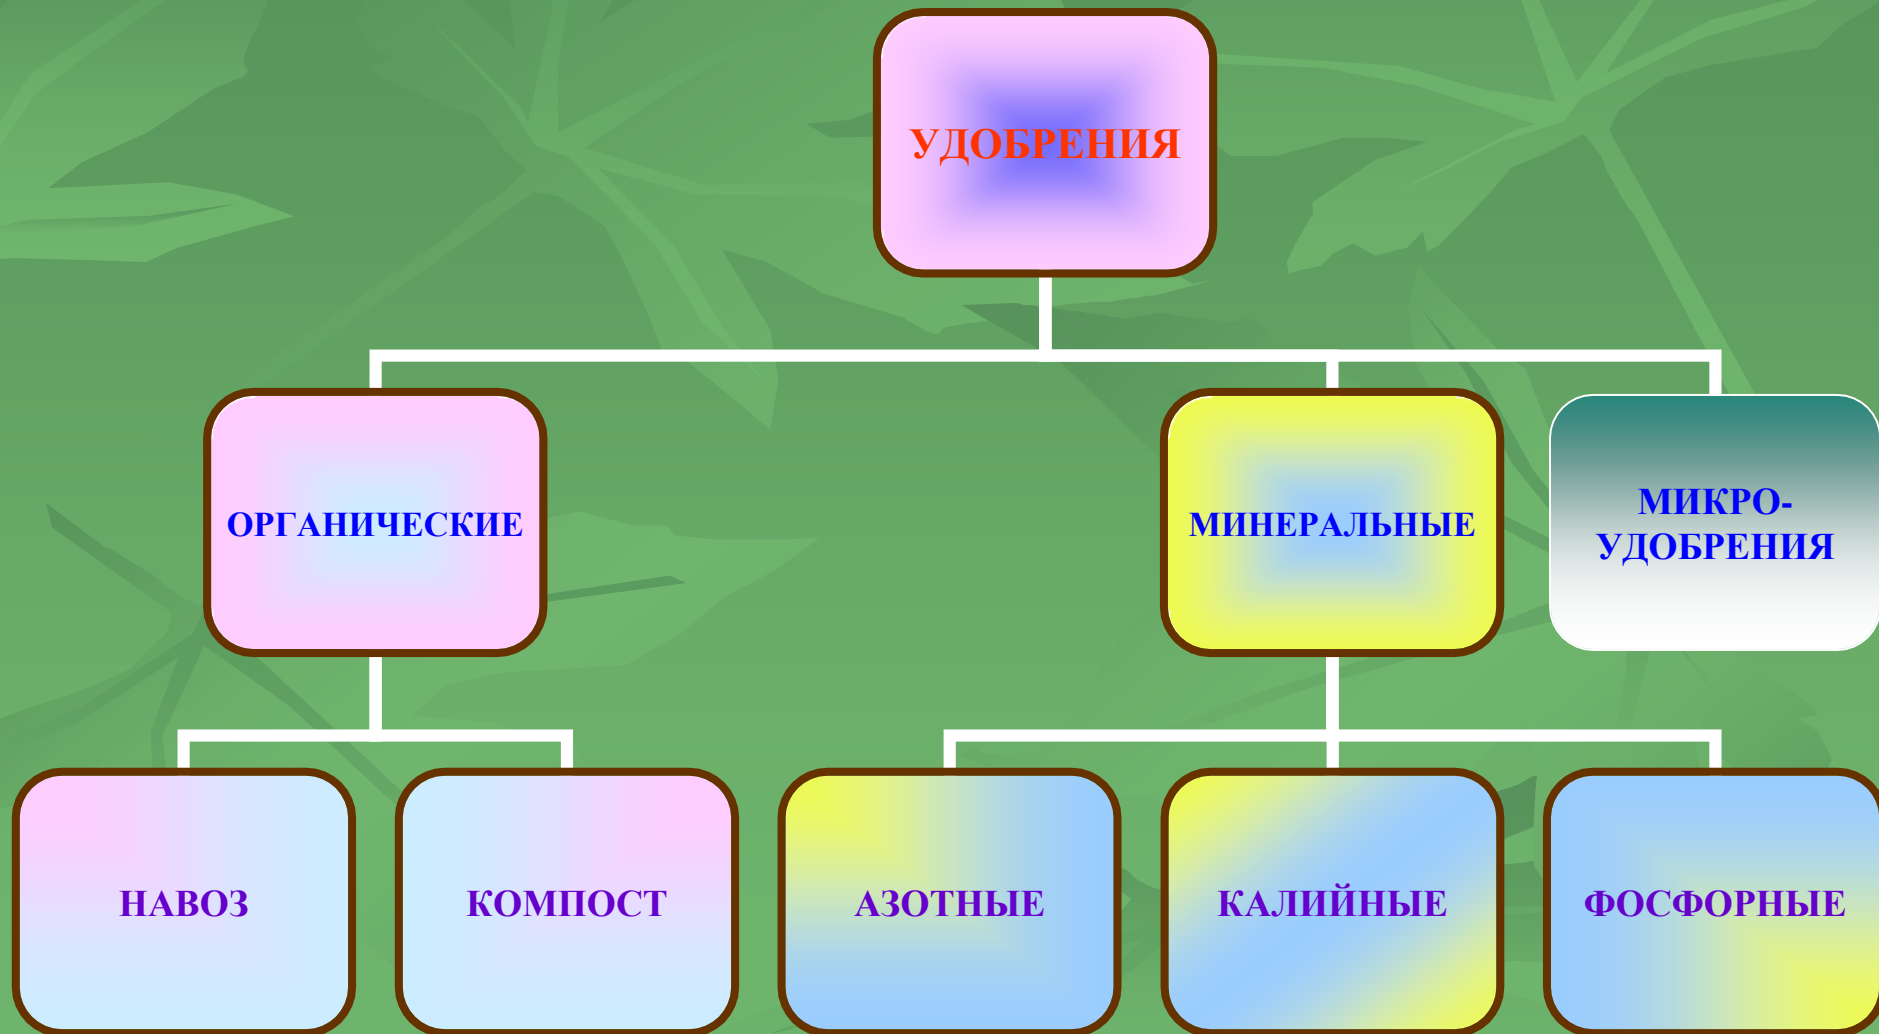 УДОБРЕНИЯ
ОРГАНИЧЕСКИЕ
МИНЕРАЛЬНЫЕ
МИКРО-
УДОБРЕНИЯ
НАВОЗ
КОМПОСТ
АЗОТНЫЕ
КАЛИЙНЫЕ
ФОСФОРНЫЕ